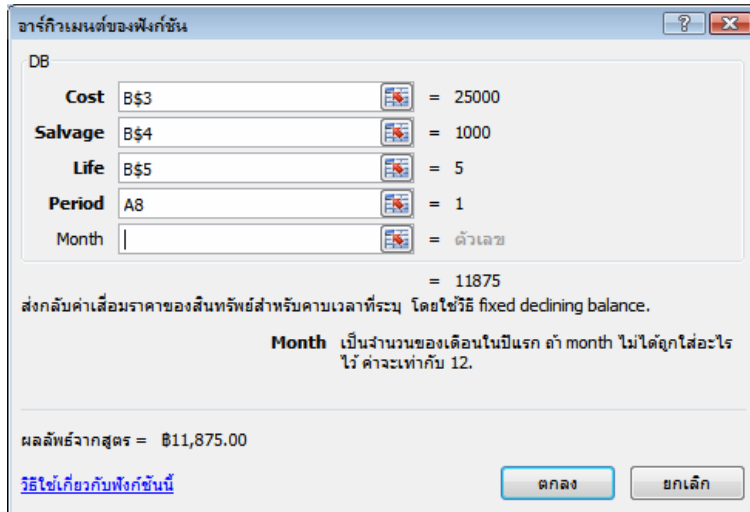 อาร์กิวเมนต์ของฟังก์ชัน
DB
Cost B$3 = 25000
Salvage B$4 = 1000
Life B$5 = 5
Period A8 = 1
Month = ตัวเลข
= 11875
ส่งกลับค่าเสื่อมราคาของสินทรัพย์สำหรับคาบเวลาที่ระบุ โดยใช้วิธี fixed declining balance.
Month เป็นจำนวนของเดือนในปีแรก ถ้า month ไม่ได้ถูกใส่อะไร
ไว้ ค่าจะเท่ากับ 12.
ผลลัพธ์จากสูตร = ฿11,875.00
วิธีใช้เกี่ยวกับฟังก์ชันนี้
ตกลง
ยกเลิก